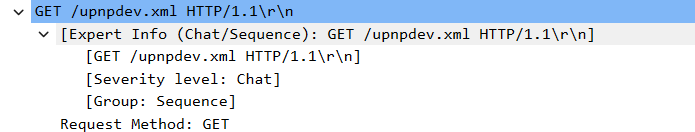 GET /upnpdev.xml HTTP/1.1\r\n
[Expert Info (Chat/Sequence): GET /upnpdev.xml HTTP/1.1\r\n]
[GET /upnpdev.xml HTTP/1.1\r\n]
[Severity level: Chat]
[Group: Sequence]
Request Method: GET